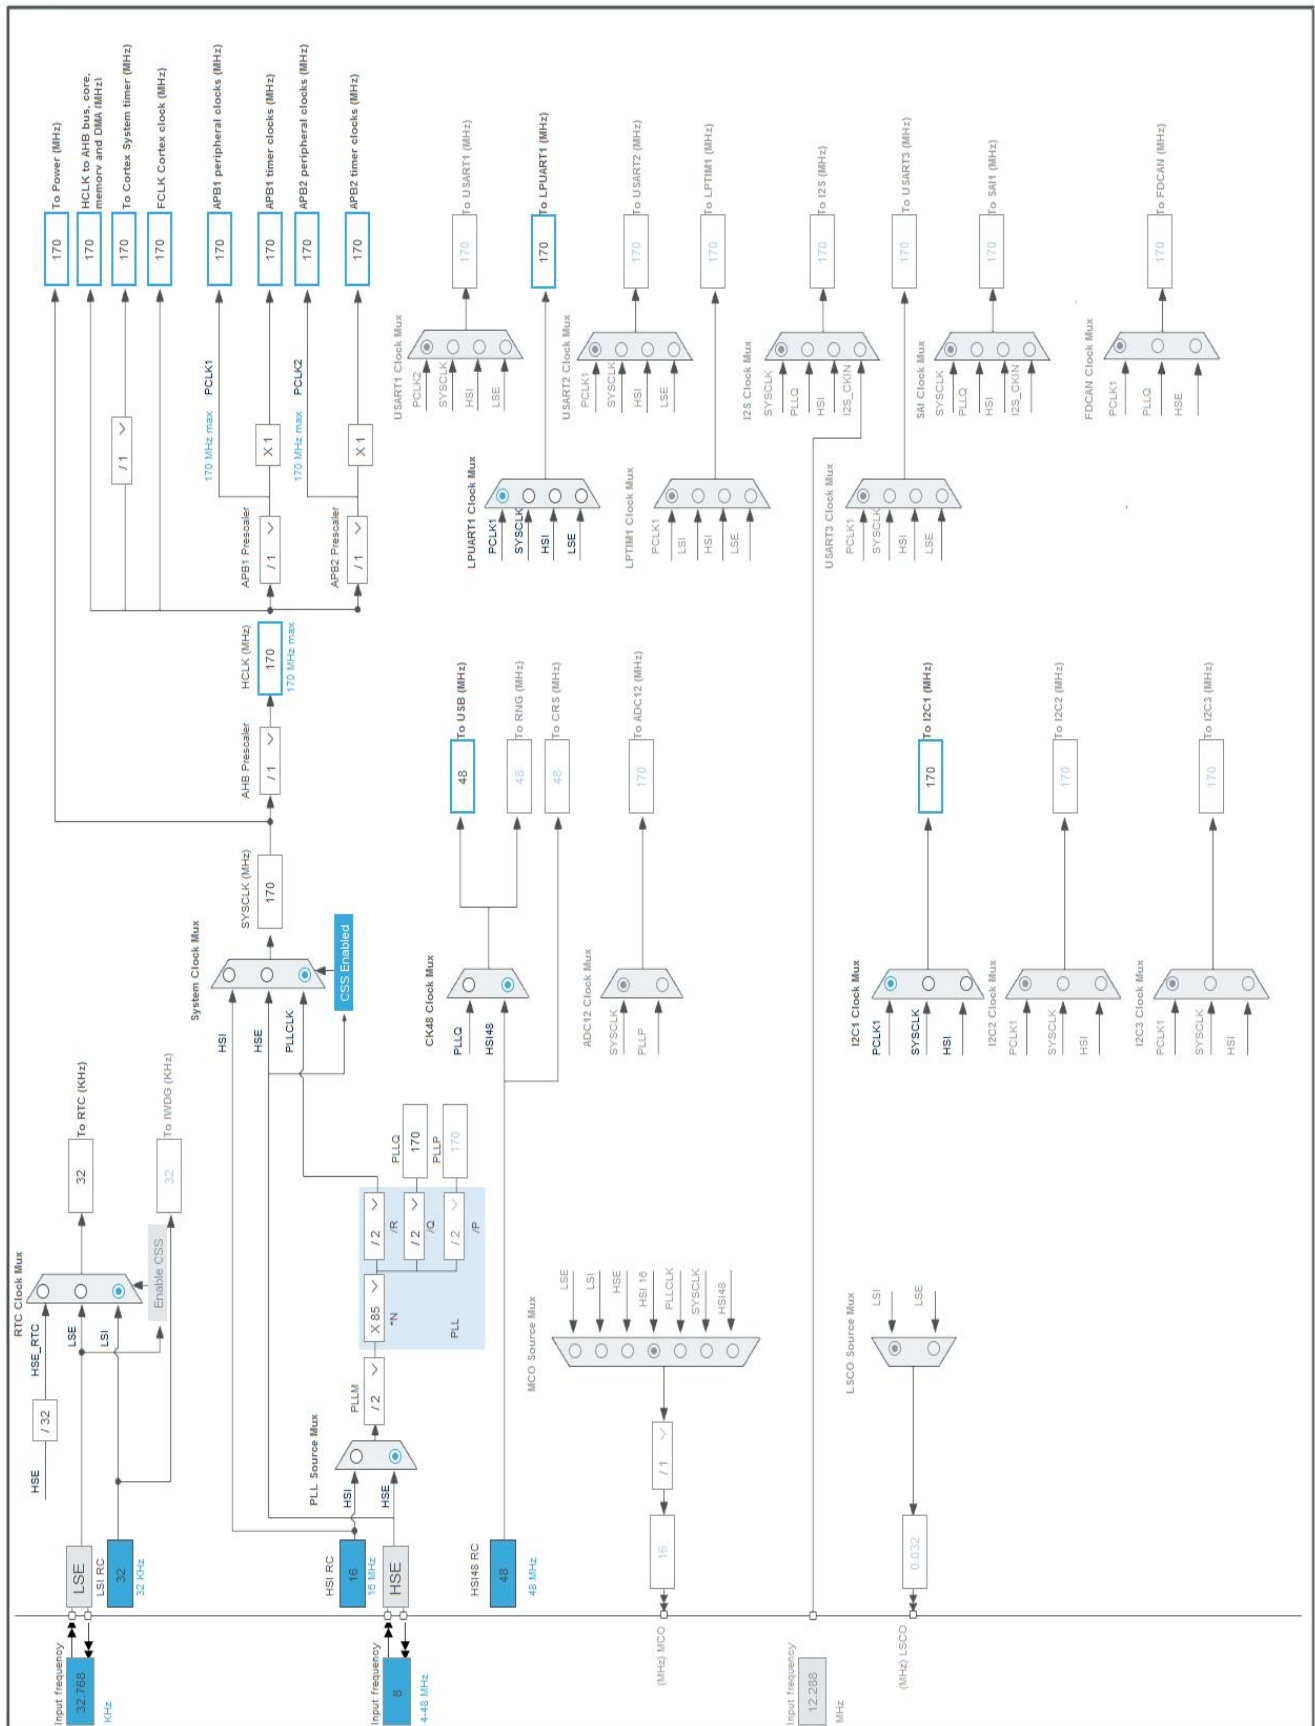 Input frequency
32.768
KHz
LSE
LSI RC
32
32 KHz
HSE
/ 32
HSE_RTC
LSE
LSI
RTC Clock Mux
Enable CSS
32
To RTC (KHz)
32
To IWDG (KHz)
Input frequency
8
4-48 MHz
HSI RC
16
16 MHz
HSE
HSI
HSE
PLL Source Mux
PLLM
/ 2
X 85
*N
PLL
/ 2
/R
/ 2
/Q
/ 2
/P
PLLQ
170
PLLP
170
System Clock Mux
HSI
HSE
PLLCLK
CSS Enabled
SYSCLK (MHz)
170
AHB Prescaler
/ 1
HCLK (MHz)
170
170 MHz max
APB1 Prescaler
/ 1
APB2 Prescaler
/ 1
/ 1
X 1
X 1
170 MHz max
PCLK1
170 MHz max
PCLK2
170
To Power (MHz)
170
HCLK to AHB bus, core,
memory and DMA (MHz)
170
To Cortex System timer (MHz)
170
FCLK Cortex clock (MHz)
170
APB1 peripheral clocks (MHz)
170
APB1 timer clocks (MHz)
170
APB2 peripheral clocks (MHz)
170
APB2 timer clocks (MHz)
HSI48 RC
48
48 MHz
CK48 Clock Mux
PLLQ
HSI48
48
To USB (MHz)
48
To RNG (MHz)
48
To CRS (MHz)
ADC12 Clock Mux
SYSCLK
PLLP
170
To ADC12 (MHz)
USART1 Clock Mux
PCLK2
SYSCLK
HSI
LSE
170
To USART1 (MHz)
LPUART1 Clock Mux
PCLK1
SYSCLK
HSI
LSE
170
To LPUART1 (MHz)
USART2 Clock Mux
PCLK1
SYSCLK
HSI
LSE
170
To USART2 (MHz)
LPTIM1 Clock Mux
PCLK1
LSI
HSI
LSE
170
To LPTIM1 (MHz)
I2S Clock Mux
SYSCLK
PLLQ
HSI
I2S_CKIN
170
To I2S (MHz)
USART3 Clock Mux
PCLK1
SYSCLK
HSI
LSE
170
To USART3 (MHz)
SAI Clock Mux
SYSCLK
PLLQ
HSI
I2S_CKIN
170
To SAI1 (MHz)
FDCAN Clock Mux
PCLK1
PLLQ
HSE
170
To FDCAN (MHz)
I2C1 Clock Mux
PCLK1
SYSCLK
HSI
170
To I2C1 (MHz)
I2C2 Clock Mux
PCLK1
SYSCLK
HSI
170
To I2C2 (MHz)
I2C3 Clock Mux
PCLK1
SYSCLK
HSI
170
To I2C3 (MHz)
(MHz) MCO
16
/ 1
MCO Source Mux
LSE
LSI
HSE
HSI 16
PLLCLK
SYSCLK
HSI48
Input frequency
12.288
MHz
(MHz) LSCO
0.032
LSCO Source Mux
LSI
LSE